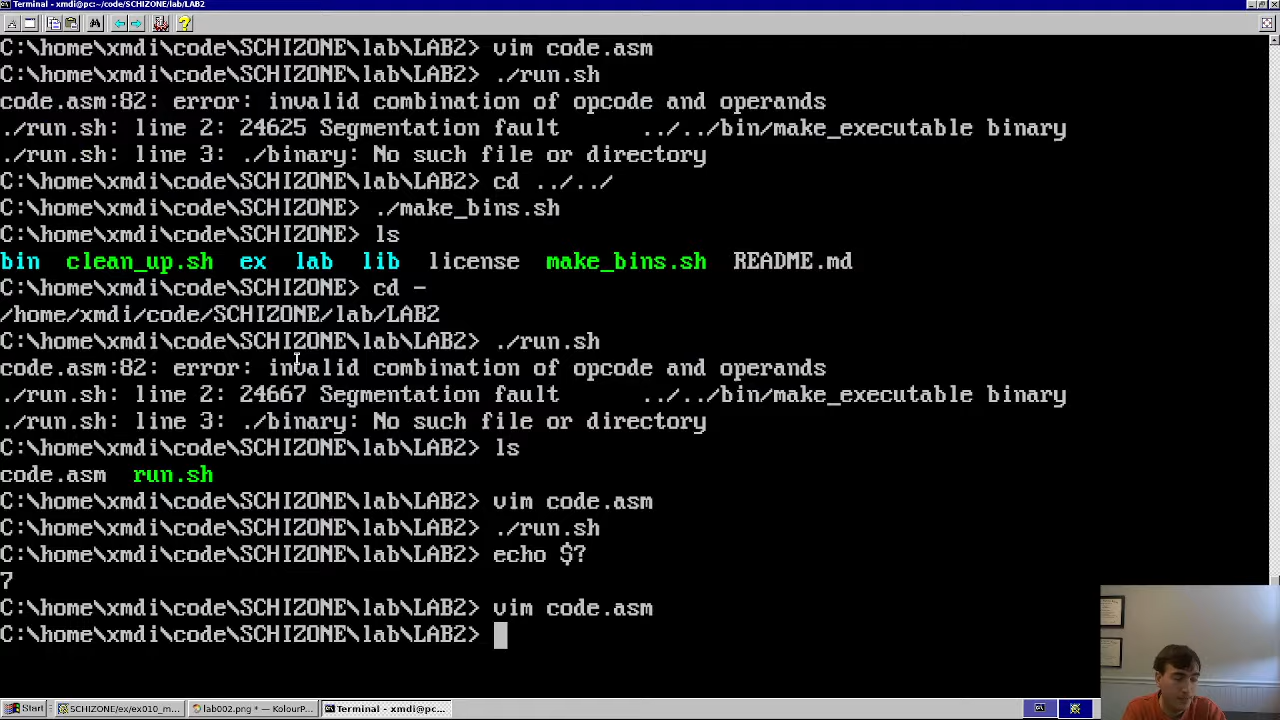 Terminal - xmdi@pc:~/code/SCHIZONE/lab/LAB2
C:\home\xmdi\code\SCHIZONE\lab\LAB2> vim code.asm
C:\home\xmdi\code\SCHIZONE\lab\LAB2> ./run.sh
code.asm:82: error: invalid combination of opcode and operands
./run.sh: line 2: 24625 Segmentation fault      ../../bin/make_executable binary
./run.sh: line 3: ./binary: No such file or directory
C:\home\xmdi\code\SCHIZONE\lab\LAB2> cd ../../
C:\home\xmdi\code\SCHIZONE> ./make_bins.sh
C:\home\xmdi\code\SCHIZONE> ls
bin  clean_up.sh  ex  lab  lib  license  make_bins.sh  README.md
C:\home\xmdi\code\SCHIZONE> cd -
/home/xmdi/code/SCHIZONE/lab/LAB2
C:\home\xmdi\code\SCHIZONE\lab\LAB2> ./run.sh
code.asm:82: error: invalid combination of opcode and operands
./run.sh: line 2: 24667 Segmentation fault      ../../bin/make_executable binary
./run.sh: line 3: ./binary: No such file or directory
C:\home\xmdi\code\SCHIZONE\lab\LAB2> ls
code.asm  run.sh
C:\home\xmdi\code\SCHIZONE\lab\LAB2> vim code.asm
C:\home\xmdi\code\SCHIZONE\lab\LAB2> ./run.sh
C:\home\xmdi\code\SCHIZONE\lab\LAB2> echo $?
7
C:\home\xmdi\code\SCHIZONE\lab\LAB2> vim code.asm
C:\home\xmdi\code\SCHIZONE\lab\LAB2>
Start SCHIZONE/ex/ex010_m... lab002.png * — KolourP... Terminal - xmdi@pc...